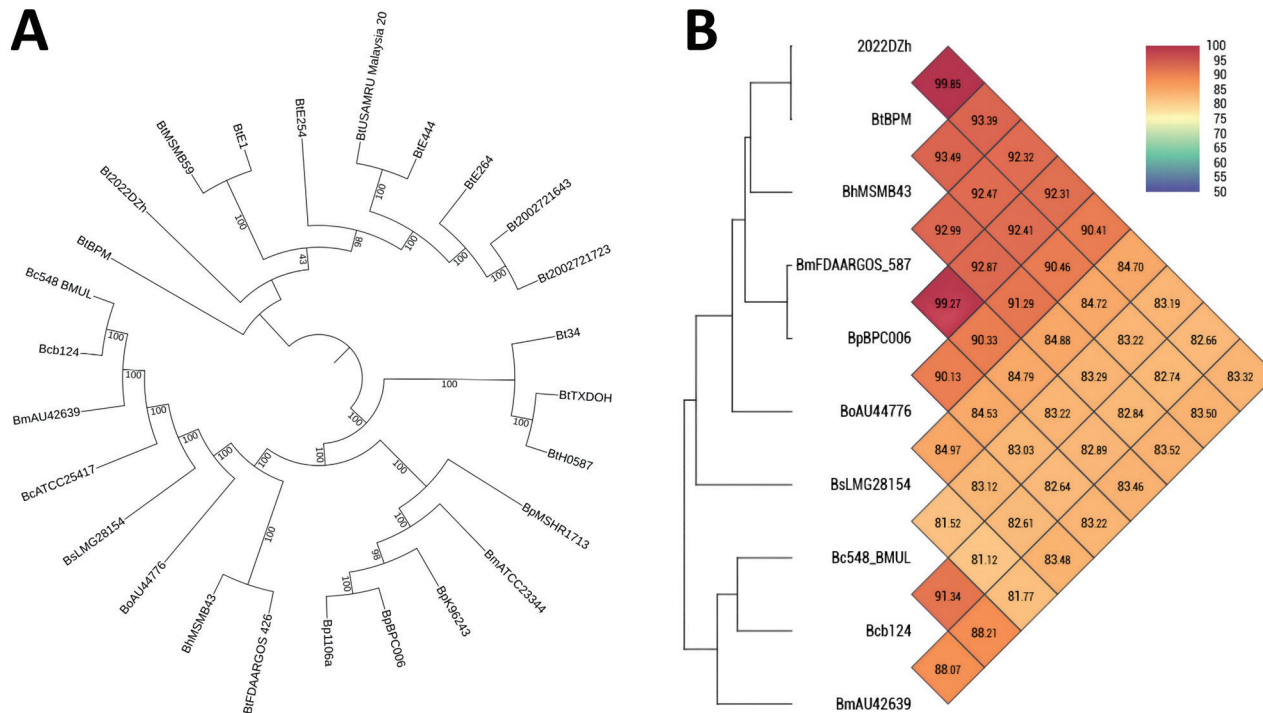 A
BtUSAMRU Malaysia 20
BtE254
BtE444
BtE1
BtMSMB59
BtE264
Bt2022DZh
Bt2002721643
BtBPM
Bt2002721723
Bc548 BMUL
Bcb124
Bt34
BmAU42639
BtTXDOH
BcATCC25417
BtH0587
BsLMG28154
BpMSHR1713
BoAU44776
BmATCC23344
BhMSMB43
BpK96243
BtFDAARGOS 426
Bp1106a
BpBPC006
100
100
98
100
100
100
43
100
100
100
100
100
100
100
100
100
100
100
100
100
98
100
B
2022DZh
BtBPM
BhMSMB43
BmFDAARGOS_587
BpBPC006
BoAU44776
BsLMG28154
Bc548_BMUL
Bcb124
BmAU42639
99.85
93.39
93.49 92.32
92.47 92.31
92.99 92.41 90.41
92.87 90.46 84.70
99.27 91.29 84.72 83.19
90.33 84.88 83.22 82.66
90.13 84.79 83.29 82.74 83.32
84.53 83.22 82.84 83.50
84.97 83.03 82.89 83.52
83.12 82.64 83.46
81.52 82.61 83.22
81.12 83.48
91.34 81.77
88.21
88.07
100
95
90
85
80
75
70
65
60
55
50